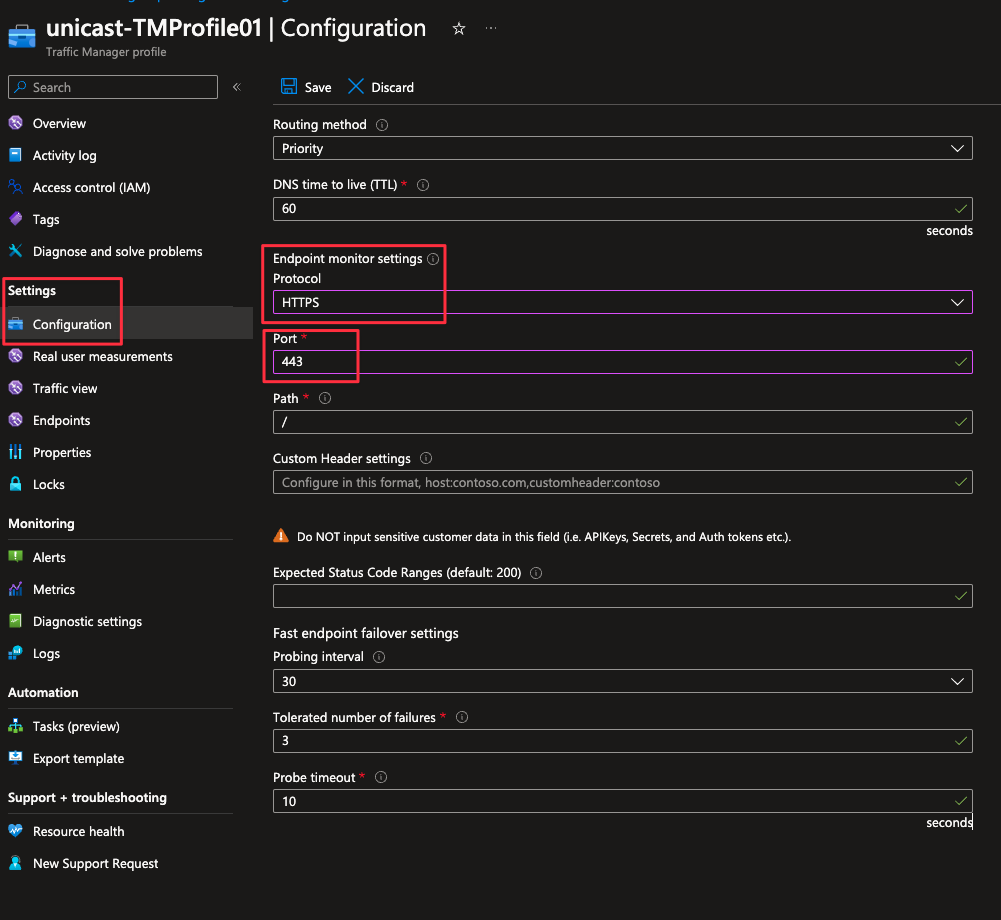 unicast-TMProfile01 | Configuration
Traffic Manager profile
Search
Overview
Activity log
Access control (IAM)
Tags
Diagnose and solve problems
Settings
Configuration
Real user measurements
Traffic view
Endpoints
Properties
Locks
Monitoring
Alerts
Metrics
Diagnostic settings
Logs
Automation
Tasks (preview)
Export template
Support + troubleshooting
Resource health
New Support Request
Save Discard
Routing method
Priority
DNS time to live (TTL) *
60
seconds
Endpoint monitor settings
Protocol
HTTPS
Port *
443
Path *
/
Custom Header settings
Configure in this format, host:contoso.com,customheader:contoso
Do NOT input sensitive customer data in this field (i.e. APIKeys, Secrets, and Auth tokens etc.).
Expected Status Code Ranges (default: 200)
Fast endpoint failover settings
Probing interval
30
Tolerated number of failures *
3
Probe timeout *
10
seconds